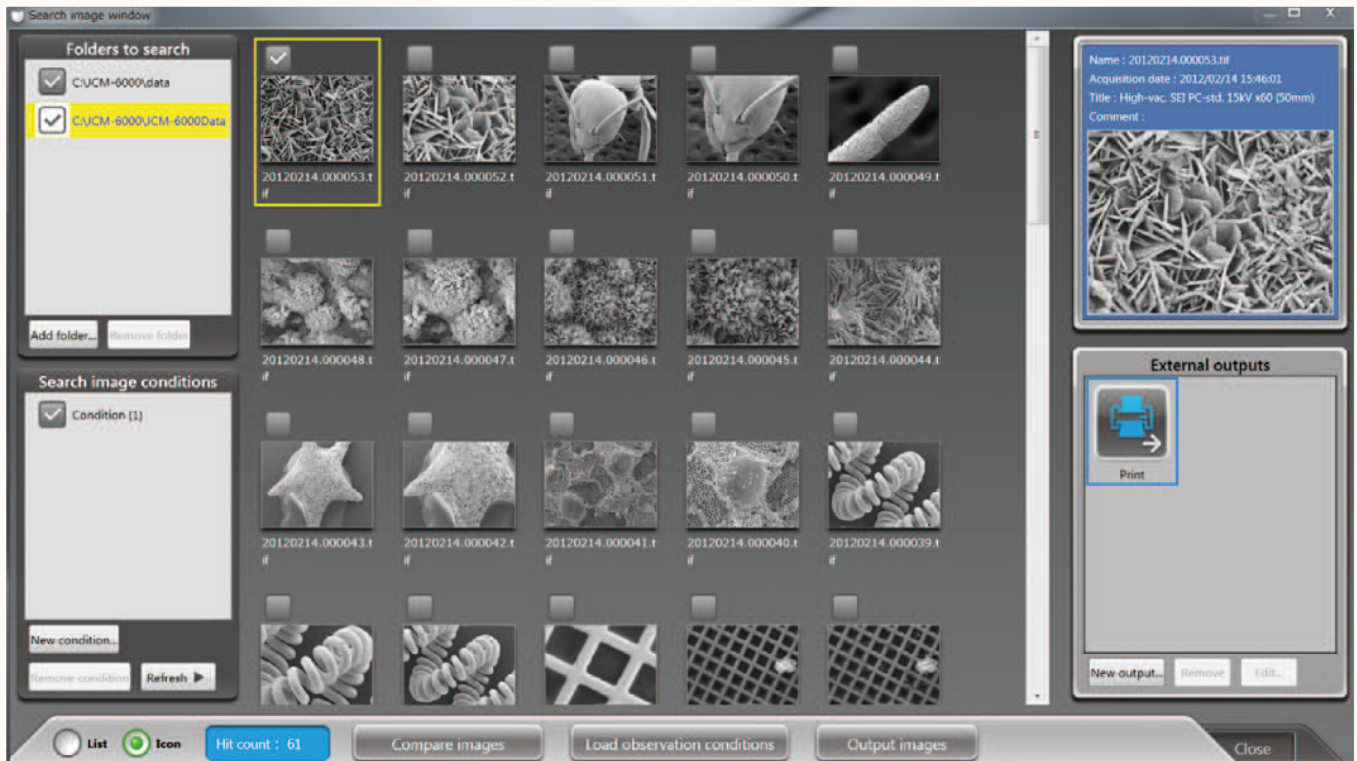 Search image window
X
Folders to search
C:\JCM-6000\data
C:\JCM-6000\JCM-6000Data
Add folder...
Remove folder
Search image conditions
Condition (1)
New condition...
Remove condition
Refresh ▶
20120214.000053.t
if
20120214.000052.t
if
20120214.000051.t
if
20120214.000050.t
if
20120214.000049.t
if
20120214.000048.t
if
20120214.000047.t
if
20120214.000046.t
if
20120214.000045.t
if
20120214.000044.t
if
20120214.000043.t
if
20120214.000042.t
if
20120214.000041.t
if
20120214.000040.t
if
20120214.000039.t
if
Name : 20120214.000053.tif
Acquisition date : 2012/02/14 15:46:01
Title : High-vac. SEI PC-std. 15kV x60 (50mm)
Comment :
External outputs
Print
New output...
Remove
Edit...
List
Icon
Hit count : 61
Compare images
Load observation conditions
Output images
Close